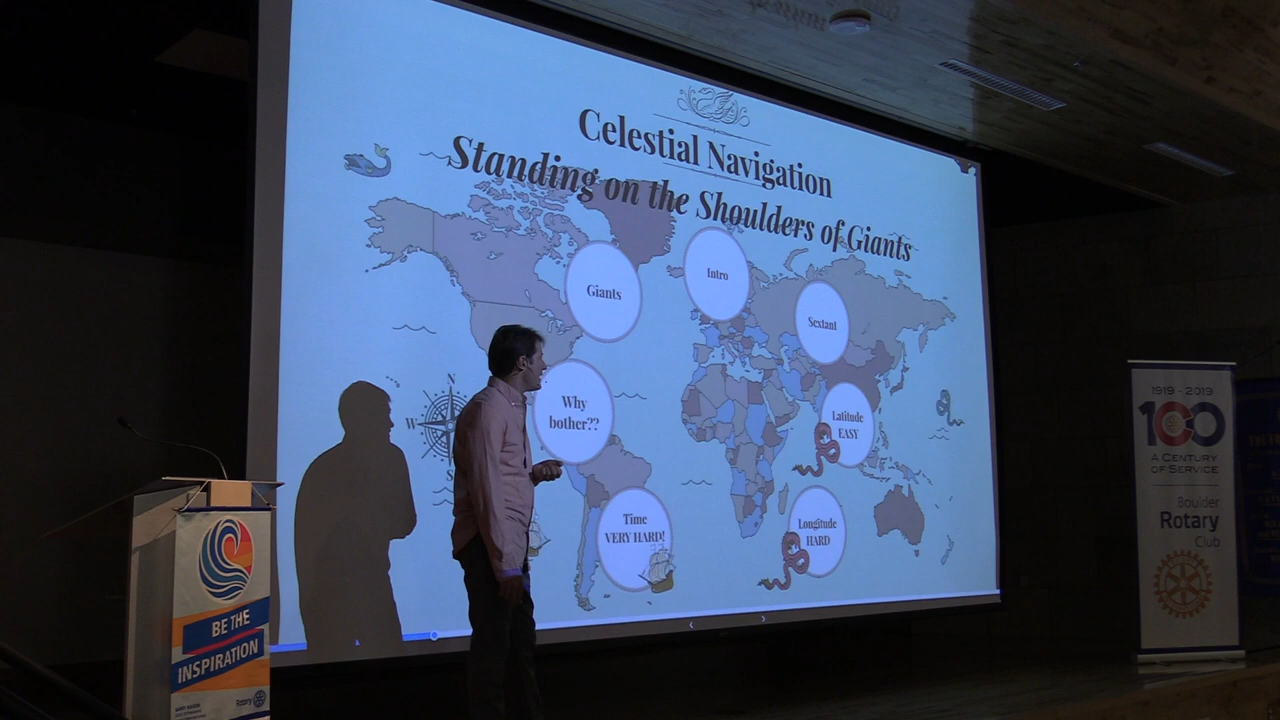 Celestial Navigation
Standing on the Shoulders of Giants
Intro
Giants
Sextant
Why
bother??
Latitude
EASY
Time
VERY HARD!
Longitude
HARD
N
W
S
BE THE
INSPIRATION
Rotary
1919 - 2019
100
A CENTURY
OF SERVICE
Boulder
Rotary
Club